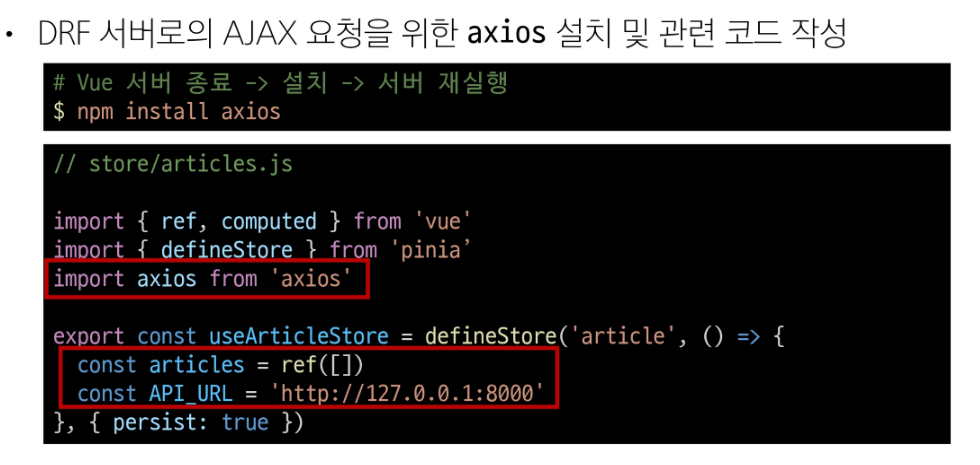 • DRF 서버로의 AJAX 요청을 위한 axios 설치 및 관련 코드 작성
# Vue 서버 종료 -> 설치 -> 서버 재실행
$ npm install axios
// store/articles.js
import { ref, computed } from 'vue'
import { defineStore } from 'pinia’
import axios from 'axios'
export const useArticleStore = defineStore('article', () => {
const articles = ref([])
const API_URL = 'http://127.0.0.1:8000'
}, { persist: true })